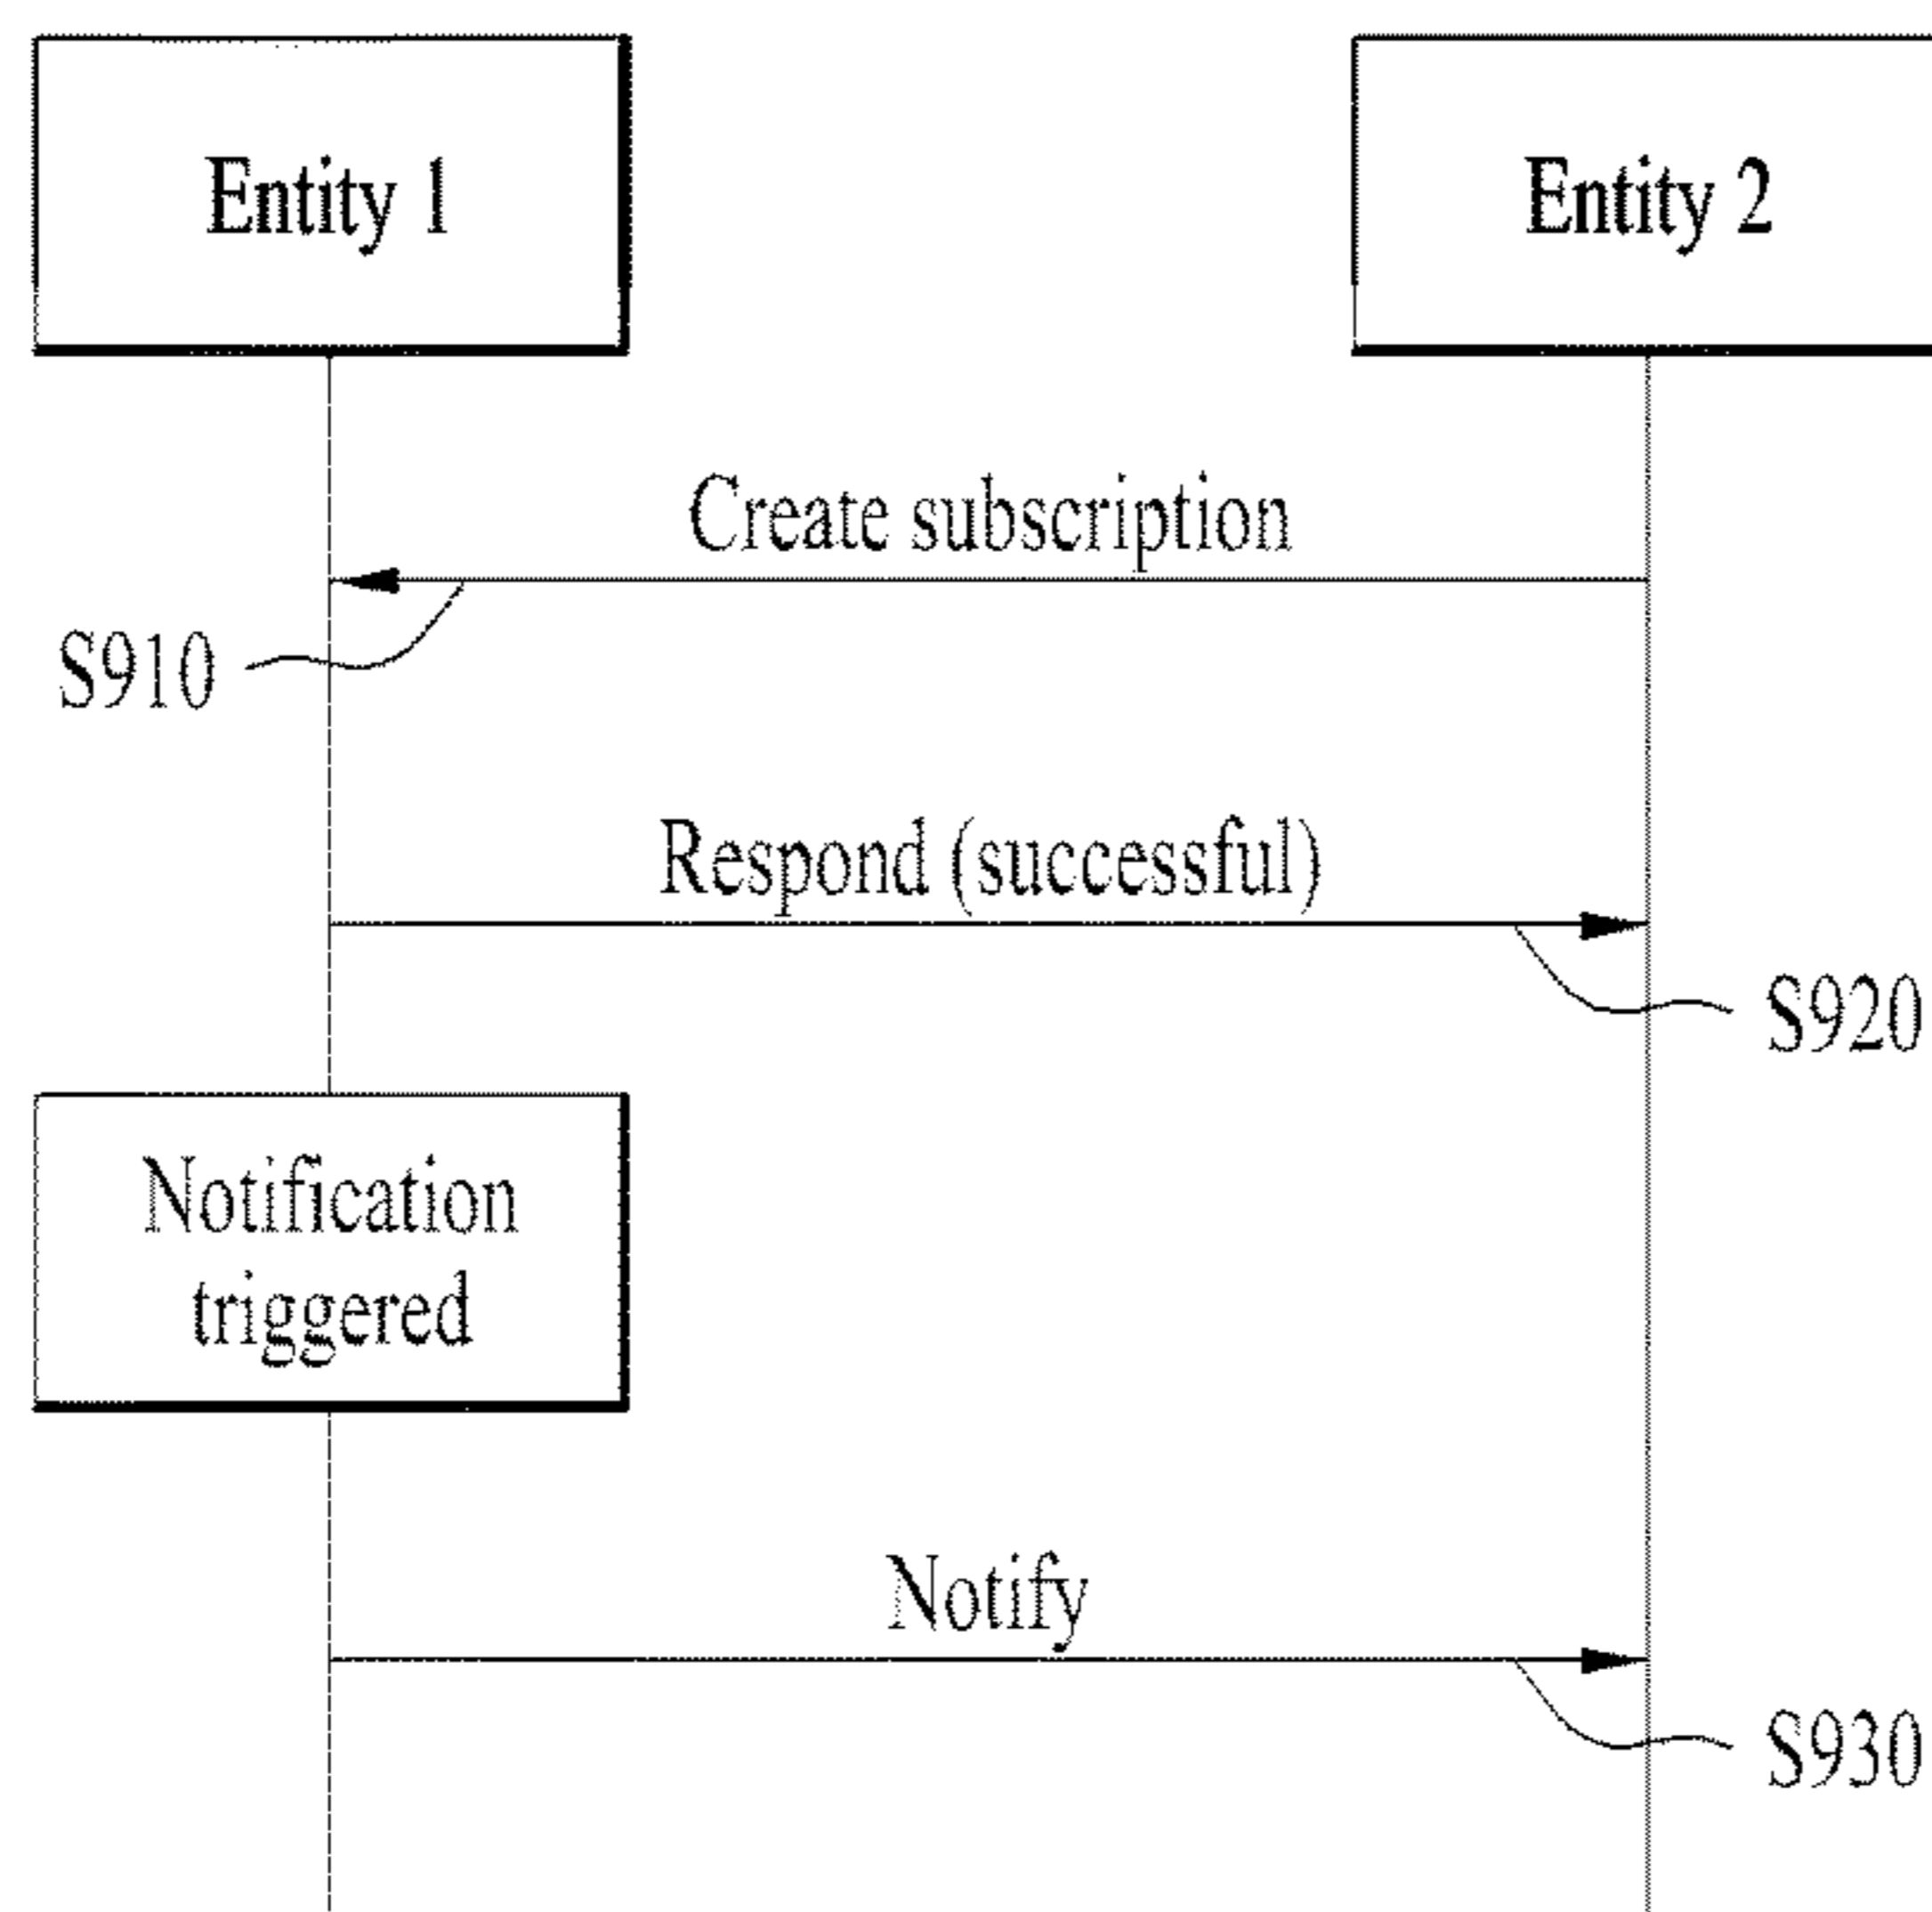 Entity 1
Entity 2
Create subscription
S910
Respond (successful)
S920
Notification
triggered
Notify
S930